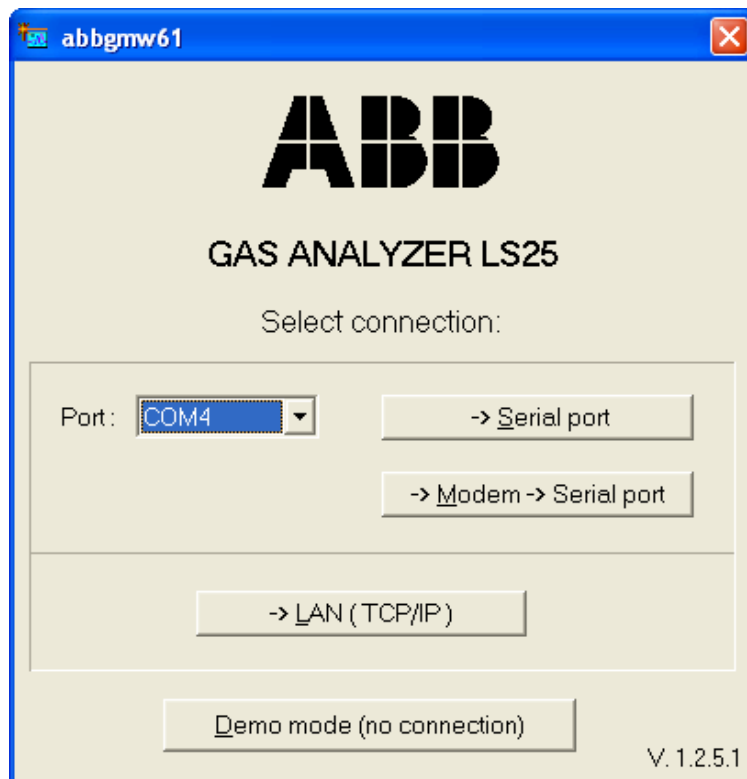 abbgmw61
ABB
GAS ANALYZER LS25
Select connection:
Port: COM4 -> Serial port
-> Modem -> Serial port
-> LAN ( TCP/IP )
Demo mode (no connection)
V. 1.2.5.1